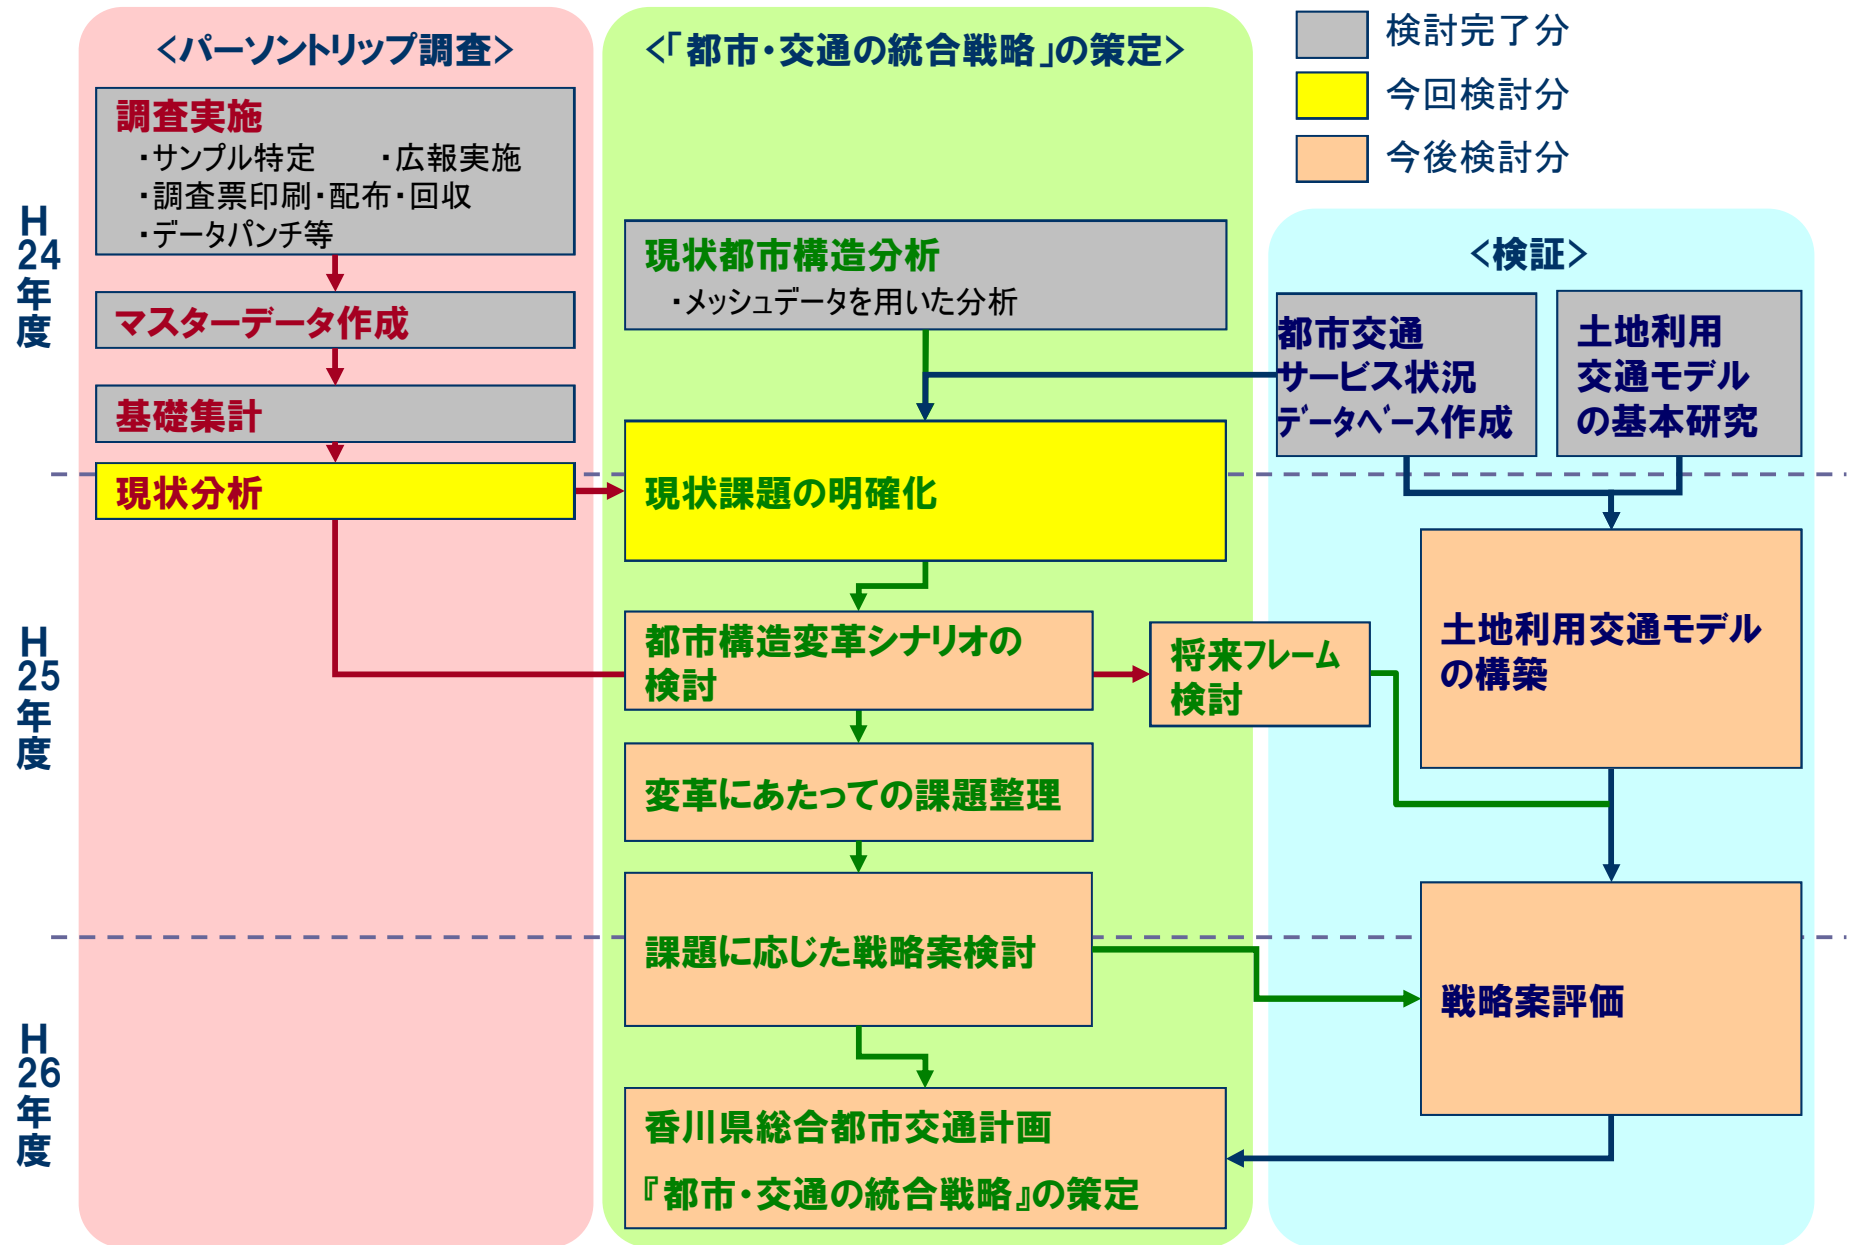 <パーソントリップ調査>
調査実施
・サンプル特定　　・広報実施
・調査票印刷・配布・回収
・データパンチ等
マスターデータ作成
基礎集計
現状分析
<「都市・交通の統合戦略」の策定>
現状都市構造分析
・メッシュデータを用いた分析
現状課題の明確化
都市構造変革シナリオの
検討
将来フレーム
検討
変革にあたっての課題整理
課題に応じた戦略案検討
香川県総合都市交通計画
『都市・交通の統合戦略』の策定
検討完了分
今回検討分
今後検討分
<検証>
都市交通
サービス状況
ﾃﾞｰﾀﾍﾞｰｽ作成
土地利用
交通モデル
の基本研究
土地利用交通モデル
の構築
戦略案評価
H24年度
H25年度
H26年度